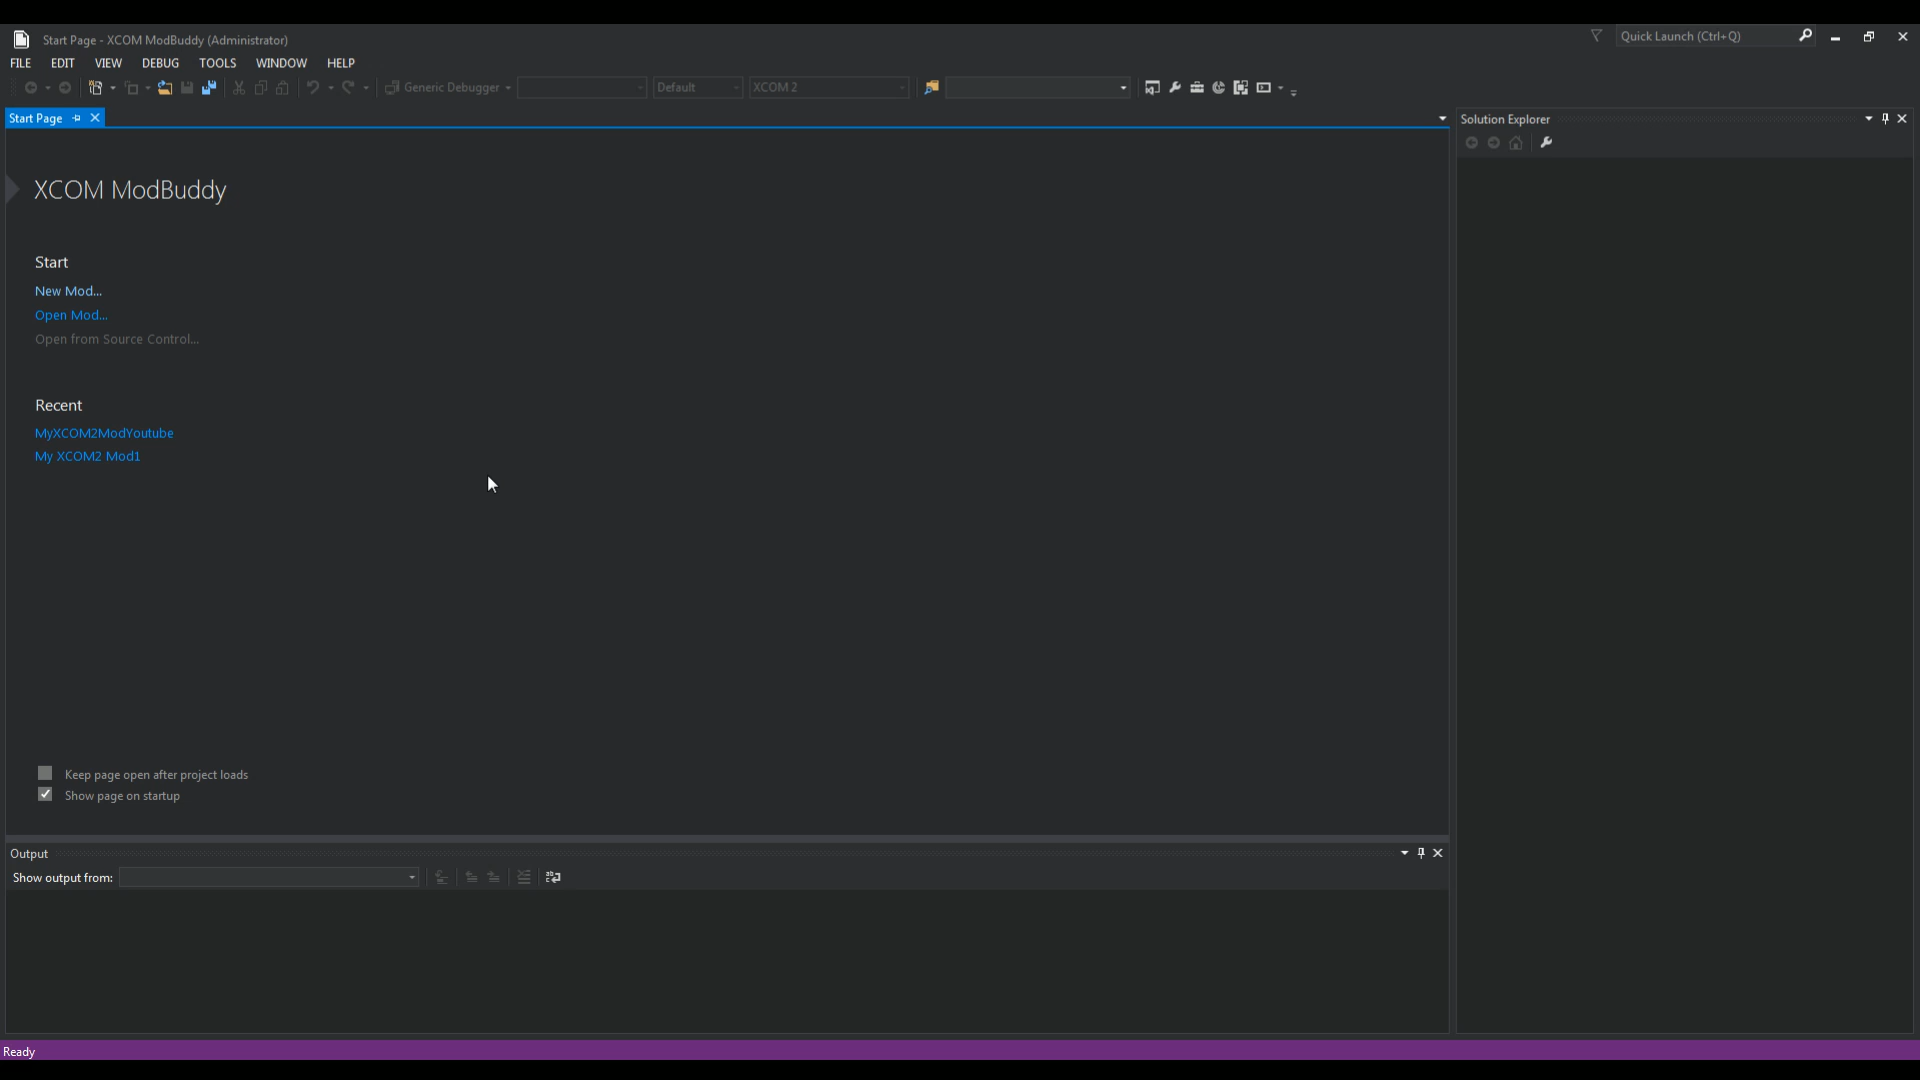 Start Page - XCOM ModBuddy (Administrator)
Quick Launch (Ctrl+Q)
FILE EDIT VIEW DEBUG TOOLS WINDOW HELP
Generic Debugger Default XCOM 2
Start Page
Solution Explorer
XCOM ModBuddy
Start
New Mod...
Open Mod...
Open from Source Control...
Recent
MyXCOM2ModYoutube
My XCOM2 Mod1
Keep page open after project loads
Show page on startup
Output
Show output from:
Ready